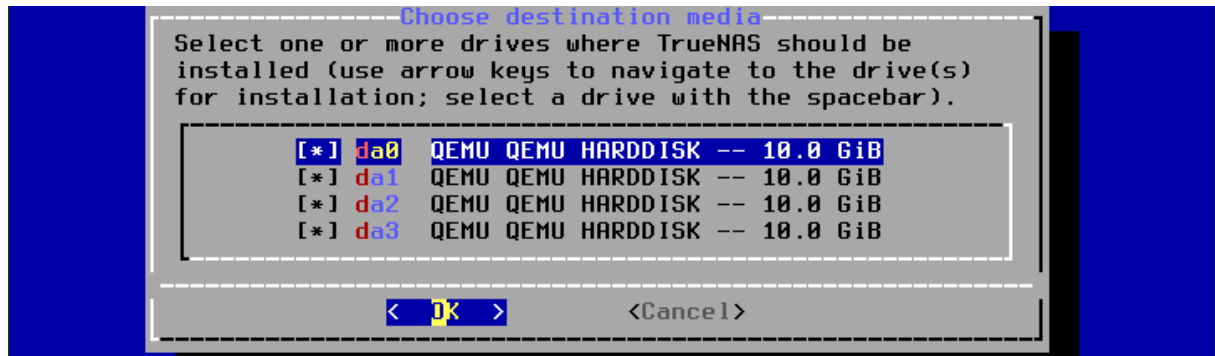 Choose destination media
Select one or more drives where TrueNAS should be
installed (use arrow keys to navigate to the drive(s)
for installation; select a drive with the spacebar).
[*] da0 QEMU QEMU HARDDISK -- 10.0 GiB
[*] da1 QEMU QEMU HARDDISK -- 10.0 GiB
[*] da2 QEMU QEMU HARDDISK -- 10.0 GiB
[*] da3 QEMU QEMU HARDDISK -- 10.0 GiB
< OK > <Cancel>